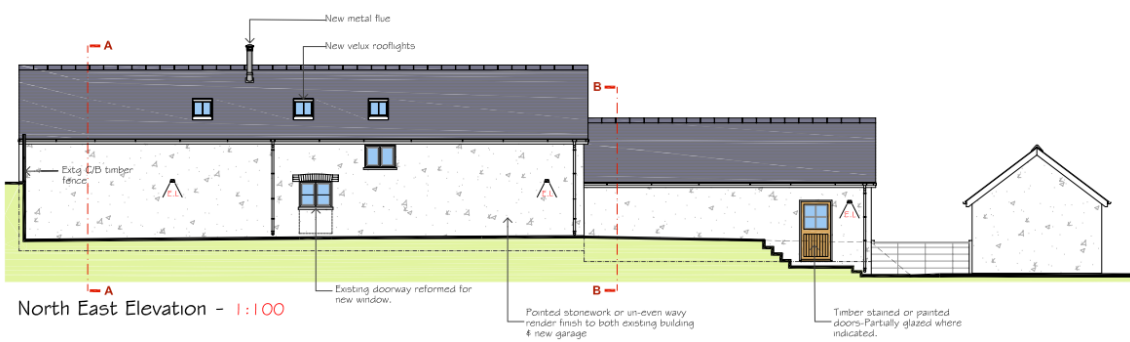 New metal flue
A
New velux rooflights
B
Extg C/B timber
fence
E.L
E.L
E.L
A
B
Existing doorway reformed for
new window.
North East Elevation - 1:100
Pointed stonework or un-even wavy
render finish to both existing building
& new garage
Timber stained or painted
doors-Partially glazed where
indicated.